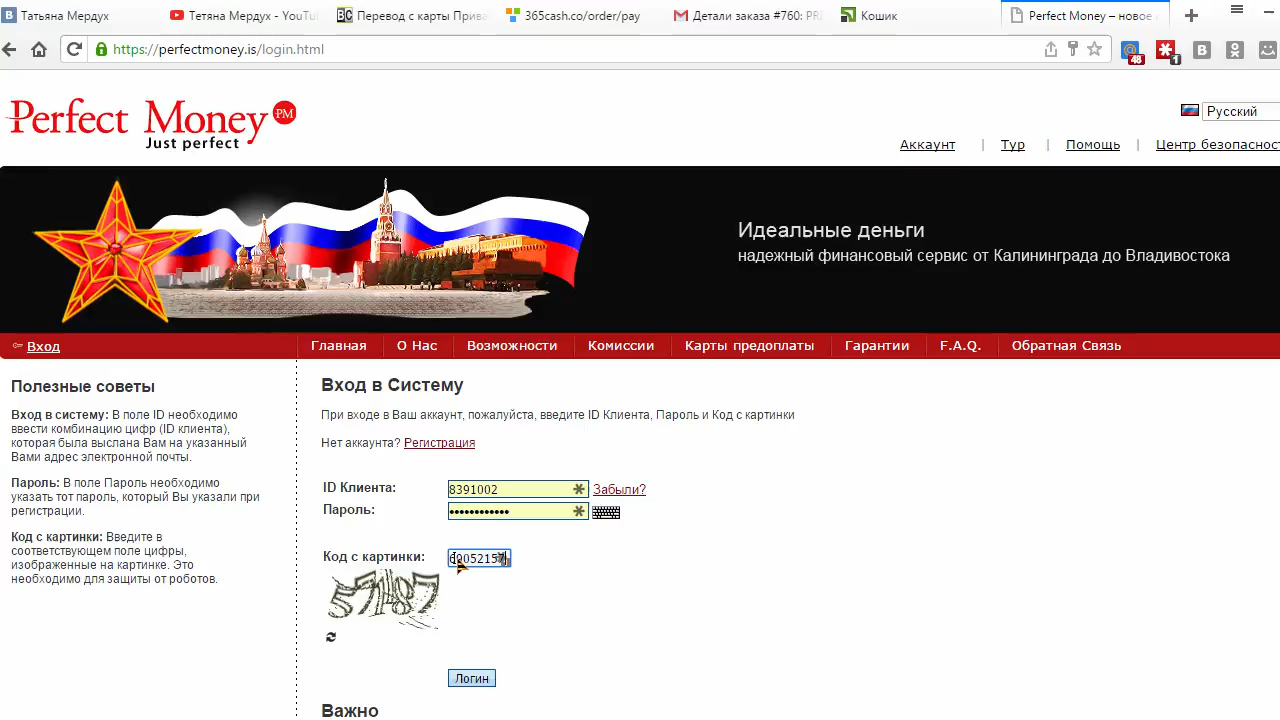 Татьяна Мердух
Тетяна Мердух - YouTu
Перевод с карты Прива
365cash.co/order/pay
Детали заказа #760: PRI
Кошик
Perfect Money – новое
https://perfectmoney.is/login.html
48
1
Perfect Money PM
Just perfect
Русский
Аккаунт | Тур | Помощь | Центр безопасност
Идеальные деньги
надежный финансовый сервис от Калининграда до Владивостока
Вход
Главная О Нас Возможности Комиссии Карты предоплаты Гарантии F.A.Q. Обратная Связь
Полезные советы
Вход в систему: В поле ID необходимо
ввести комбинацию цифр (ID клиента),
которая была выслана Вам на указанный
Вами адрес электронной почты.
Пароль: В поле Пароль необходимо
указать тот пароль, который Вы указали при
регистрации.
Код с картинки: Введите в
соответствующем поле цифры,
изображенные на картинке. Это
необходимо для защиты от роботов.
Вход в Систему
При входе в Ваш аккаунт, пожалуйста, введите ID Клиента, Пароль и Код с картинки
Нет аккаунта? Регистрация
ID Клиента: 8391002 Забыли?
Пароль:
Код с картинки:
Логин
Важно